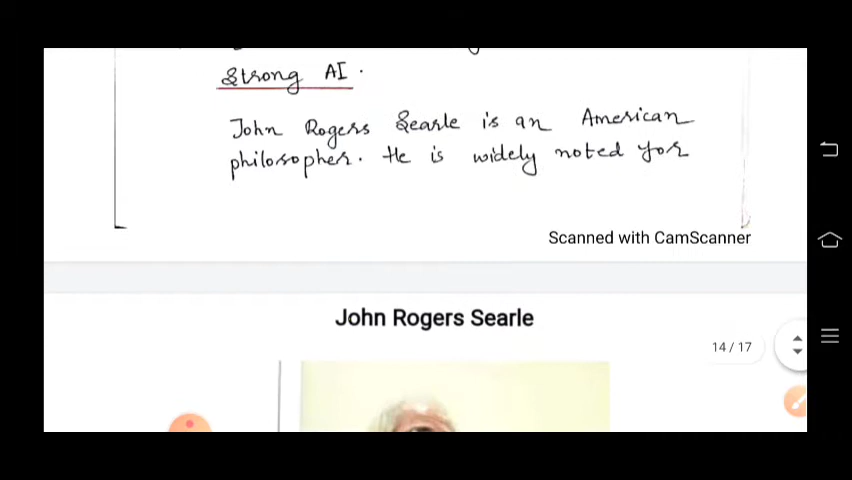 Strong AI.
John Rogers Searle is an American
philosopher. He is widely noted for
Scanned with CamScanner
John Rogers Searle
14 / 17